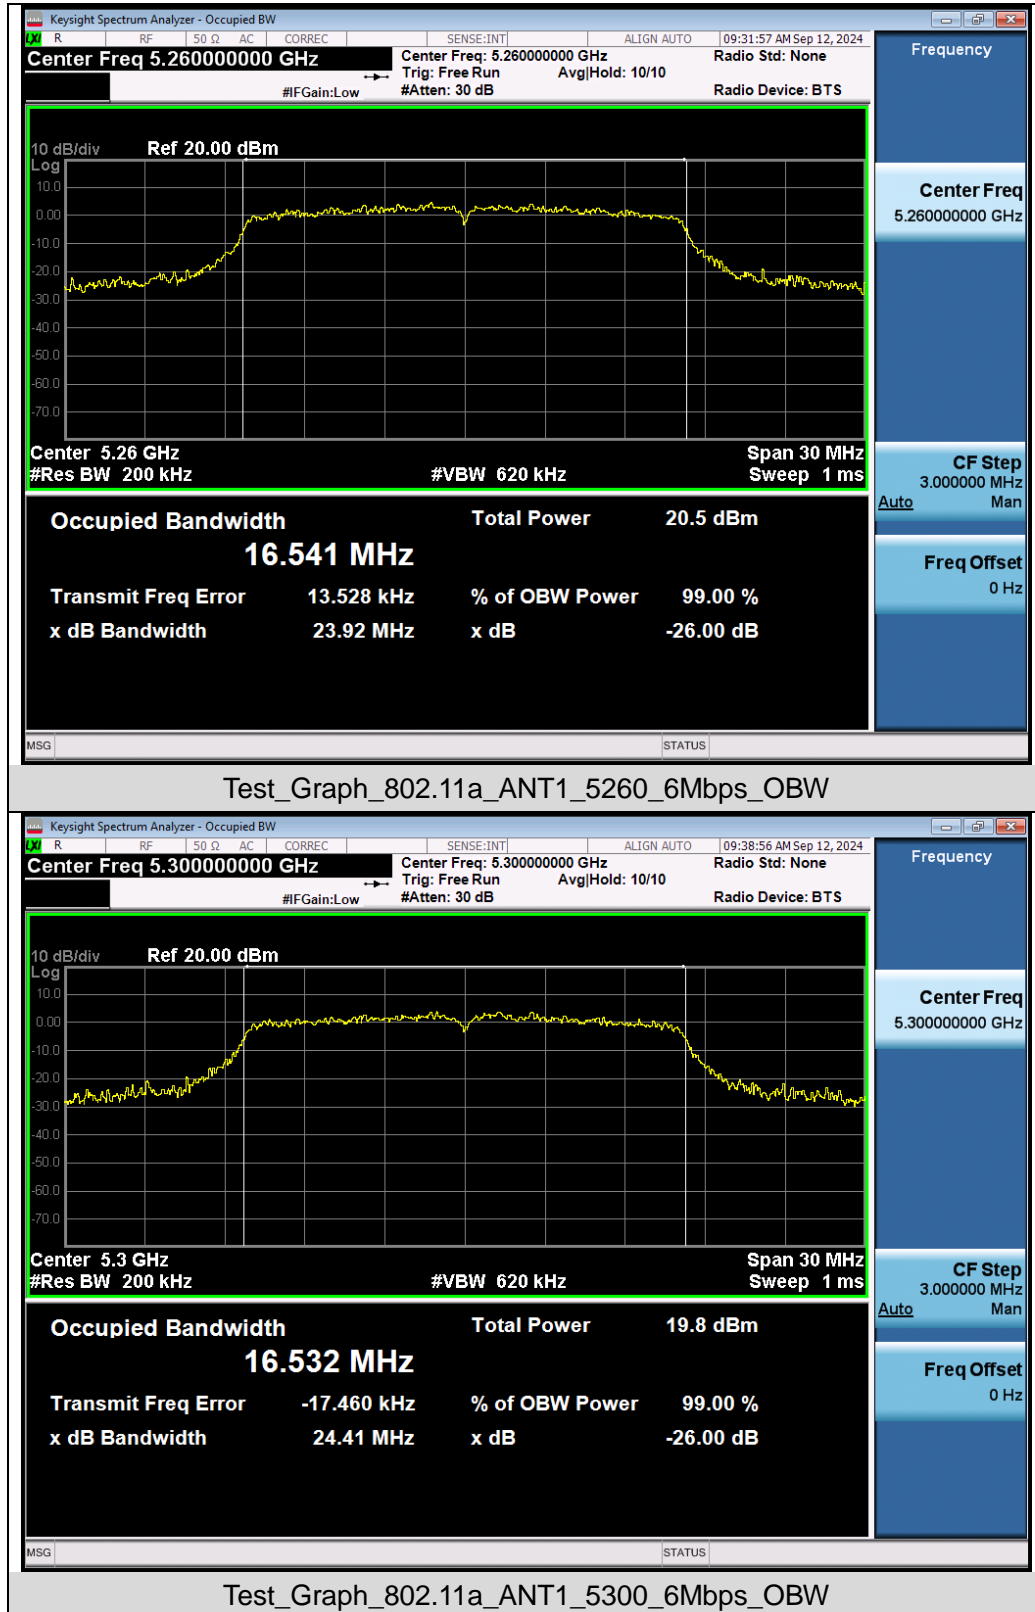 Keysight Spectrum Analyzer - Occupied BW
LXI R RF 50 Ω AC CORREC SENSE:INT ALIGN AUTO 09:31:57 AM Sep 12, 2024
Center Freq 5.260000000 GHz Center Freq: 5.260000000 GHz Radio Std: None Frequency
Trig: Free Run Avg|Hold: 10/10
#IFGain:Low #Atten: 30 dB Radio Device: BTS
10 dB/div Ref 20.00 dBm
Log
10.0
0.00
-10.0
-20.0
-30.0
-40.0
-50.0
-60.0
-70.0
Center Freq
5.260000000 GHz
Center 5.26 GHz Span 30 MHz
#Res BW 200 kHz #VBW 620 kHz Sweep 1 ms
CF Step
3.000000 MHz
Auto Man
Occupied Bandwidth Total Power 20.5 dBm
16.541 MHz
Transmit Freq Error 13.528 kHz % of OBW Power 99.00 %
x dB Bandwidth 23.92 MHz x dB -26.00 dB
Freq Offset
0 Hz
MSG STATUS
Test_Graph_802.11a_ANT1_5260_6Mbps_OBW
Keysight Spectrum Analyzer - Occupied BW
LXI R RF 50 Ω AC CORREC SENSE:INT ALIGN AUTO 09:38:56 AM Sep 12, 2024
Center Freq 5.300000000 GHz Center Freq: 5.300000000 GHz Radio Std: None Frequency
Trig: Free Run Avg|Hold: 10/10
#IFGain:Low #Atten: 30 dB Radio Device: BTS
10 dB/div Ref 20.00 dBm
Log
10.0
0.00
-10.0
-20.0
-30.0
-40.0
-50.0
-60.0
-70.0
Center Freq
5.300000000 GHz
Center 5.3 GHz Span 30 MHz
#Res BW 200 kHz #VBW 620 kHz Sweep 1 ms
CF Step
3.000000 MHz
Auto Man
Occupied Bandwidth Total Power 19.8 dBm
16.532 MHz
Transmit Freq Error -17.460 kHz % of OBW Power 99.00 %
x dB Bandwidth 24.41 MHz x dB -26.00 dB
Freq Offset
0 Hz
MSG STATUS
Test_Graph_802.11a_ANT1_5300_6Mbps_OBW